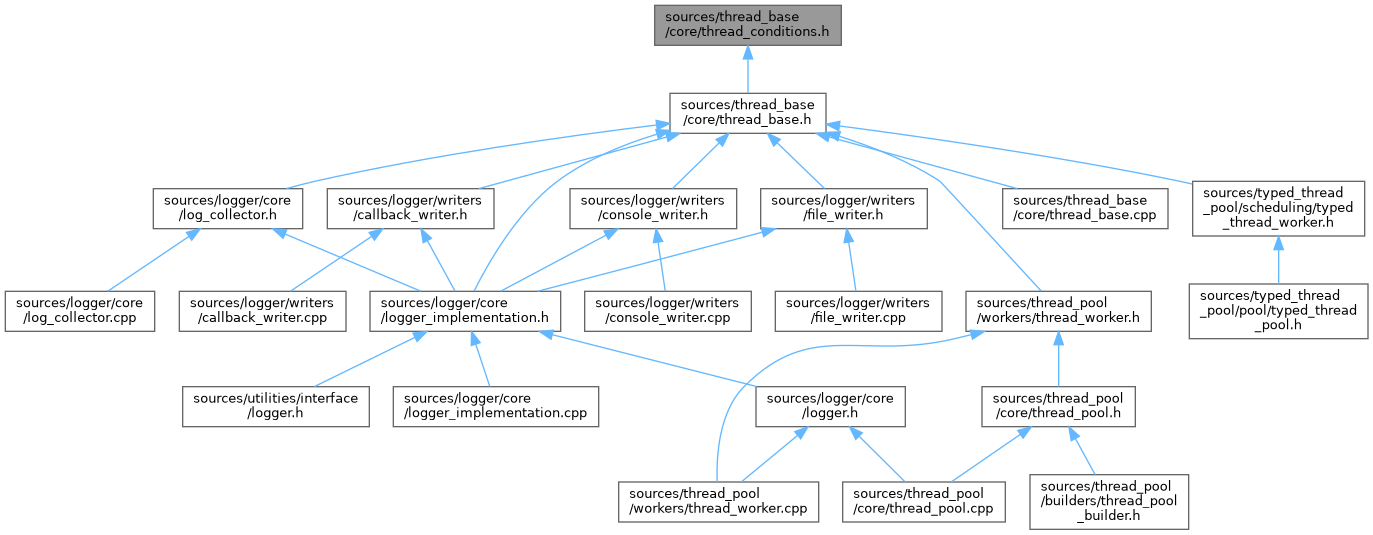 sources/thread_base
/core/thread_conditions.h
sources/thread_base
/core/thread_base.h
sources/logger/core
/log_collector.h
sources/logger/writers
/callback_writer.h
sources/logger/writers
/console_writer.h
sources/logger/writers
/file_writer.h
sources/thread_base
/core/thread_base.cpp
sources/typed_thread
_pool/scheduling/typed
_thread_worker.h
sources/logger/core
/log_collector.cpp
sources/logger/writers
/callback_writer.cpp
sources/logger/core
/logger_implementation.h
sources/logger/writers
/console_writer.cpp
sources/logger/writers
/file_writer.cpp
sources/thread_pool
/workers/thread_worker.h
sources/typed_thread
_pool/pool/typed_thread
_pool.h
sources/utilities/interface
/logger.h
sources/logger/core
/logger_implementation.cpp
sources/logger/core
/logger.h
sources/thread_pool
/core/thread_pool.h
sources/thread_pool
/workers/thread_worker.cpp
sources/thread_pool
/core/thread_pool.cpp
sources/thread_pool
/builders/thread_pool
_builder.h